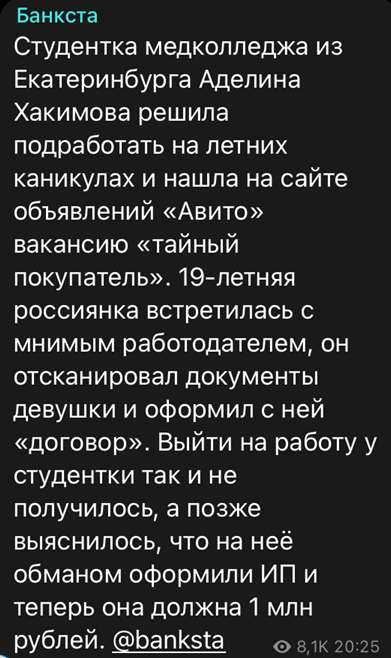 Банкста
Студентка медколледжа из
Екатеринбурга Аделина
Хакимова решила
подработать на летних
каникулах и нашла на сайте
объявлений «Авито»
вакансию «тайный
покупатель». 19-летняя
россиянка встретилась с
мнимым работодателем, он
отсканировал документы
девушки и оформил с ней
«договор». Выйти на работу у
студентки так и не
получилось, а позже
выяснилось, что на неё
обманом оформили ИП и
теперь она должна 1 млн
рублей. @banksta
8,1K 20:25